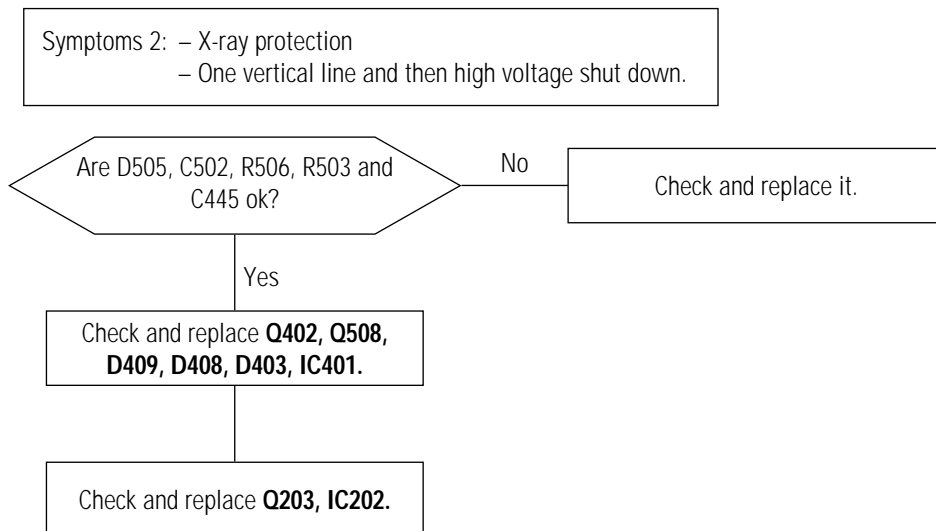 Symptoms 2: – X-ray protection
– One vertical line and then high voltage shut down.
Are D505, C502, R506, R503 and
C445 ok?
No
Check and replace it.
Yes
Check and replace Q402, Q508,
D409, D408, D403, IC401.
Check and replace Q203, IC202.